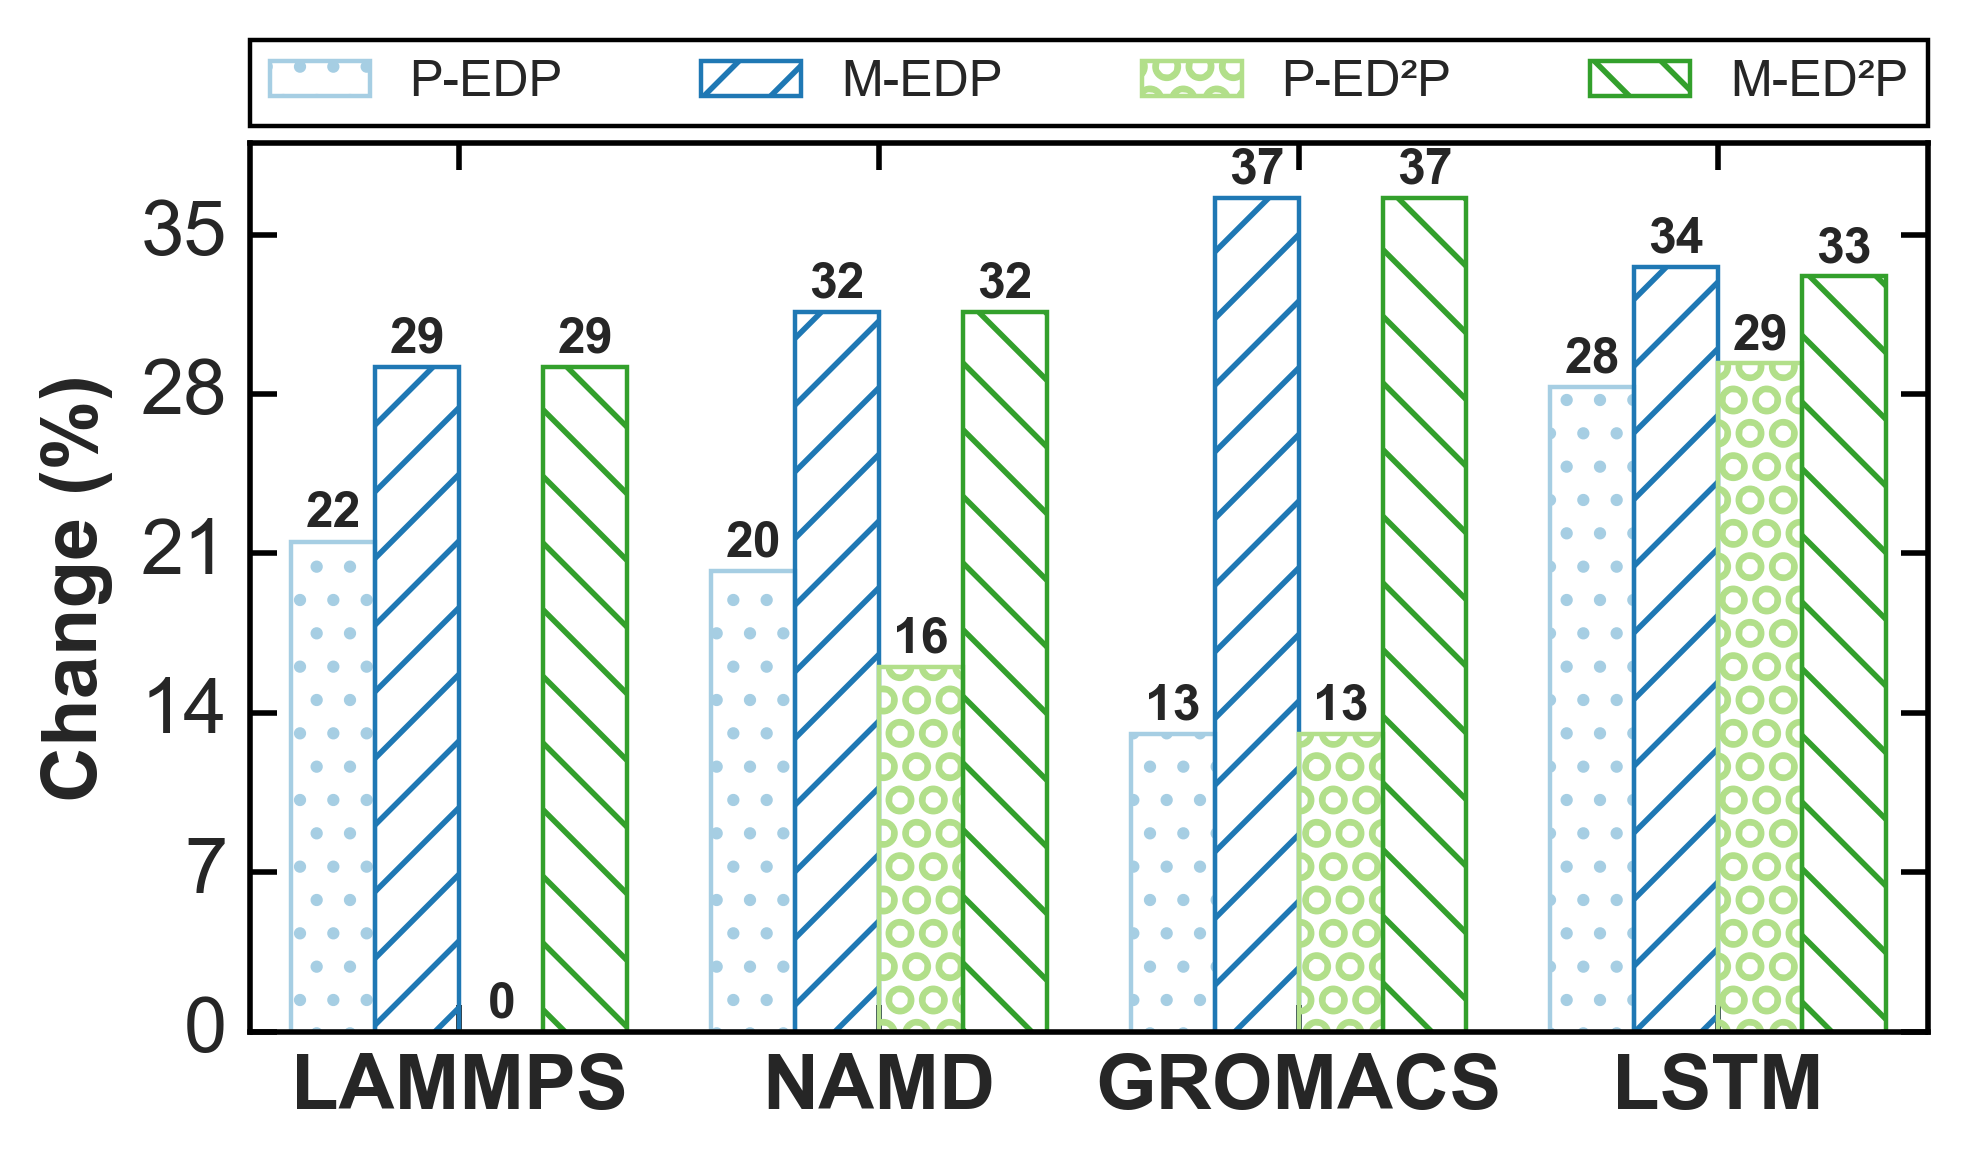 P-EDP M-EDP P-ED²P M-ED²P
Change (%)
35
28
21
14
7
0
22 29 0 29
20 32 16 32
13 37 13 37
28 34 29 33
LAMMPS NAMD GROMACS LSTM